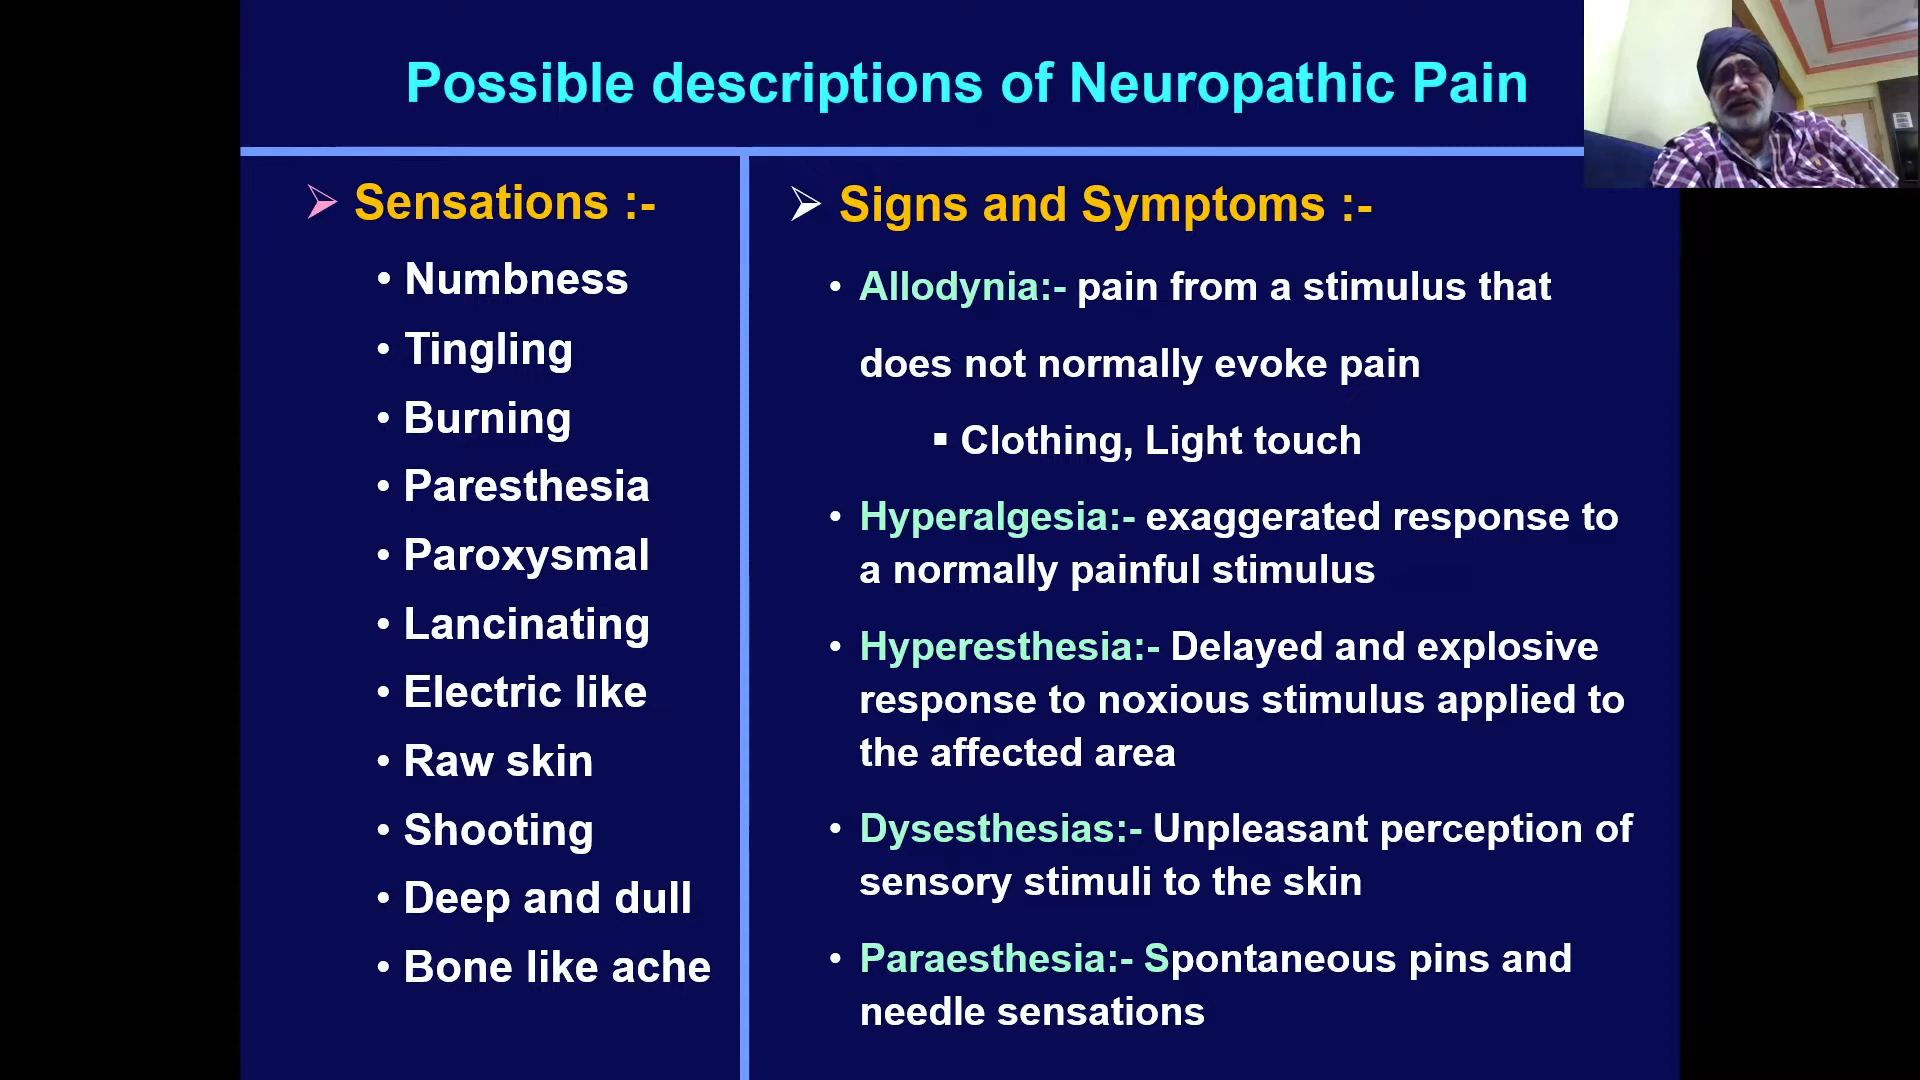 Possible descriptions of Neuropathic Pain
➢ Sensations :-
• Numbness
• Tingling
• Burning
• Paresthesia
• Paroxysmal
• Lancinating
• Electric like
• Raw skin
• Shooting
• Deep and dull
• Bone like ache
➢ Signs and Symptoms :-
• Allodynia:- pain from a stimulus that
does not normally evoke pain
▪ Clothing, Light touch
• Hyperalgesia:- exaggerated response to
a normally painful stimulus
• Hyperesthesia:- Delayed and explosive
response to noxious stimulus applied to
the affected area
• Dysesthesias:- Unpleasant perception of
sensory stimuli to the skin
• Paraesthesia:- Spontaneous pins and
needle sensations